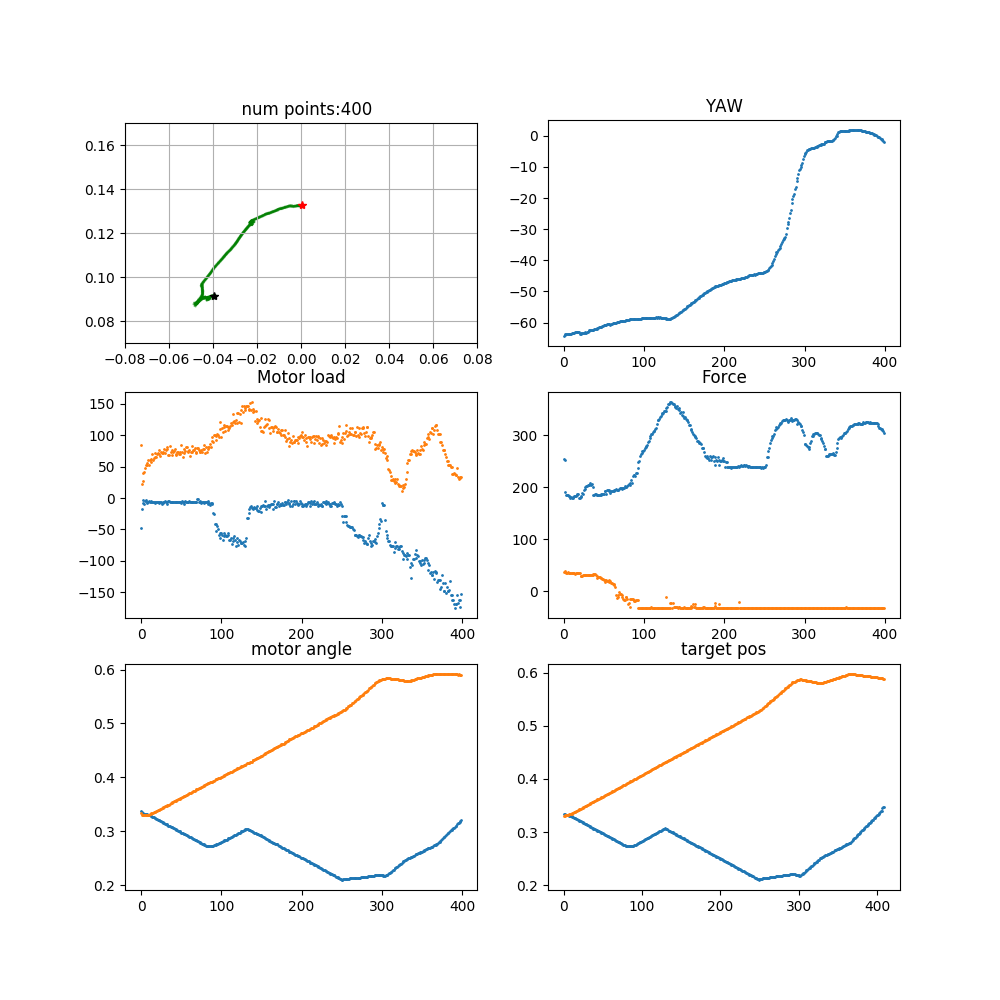 num points:400
0.16
0.14
0.12
0.10
0.08
−0.08 −0.06 −0.04 −0.02 0.00 0.02 0.04 0.06 0.08
YAW
0
−10
−20
−30
−40
−50
−60
0 100 200 300 400
Motor load
150
100
50
0
−50
−100
−150
0 100 200 300 400
Force
300
200
100
0
0 100 200 300 400
motor angle
0.6
0.5
0.4
0.3
0.2
0 100 200 300 400
target pos
0.6
0.5
0.4
0.3
0.2
0 100 200 300 400